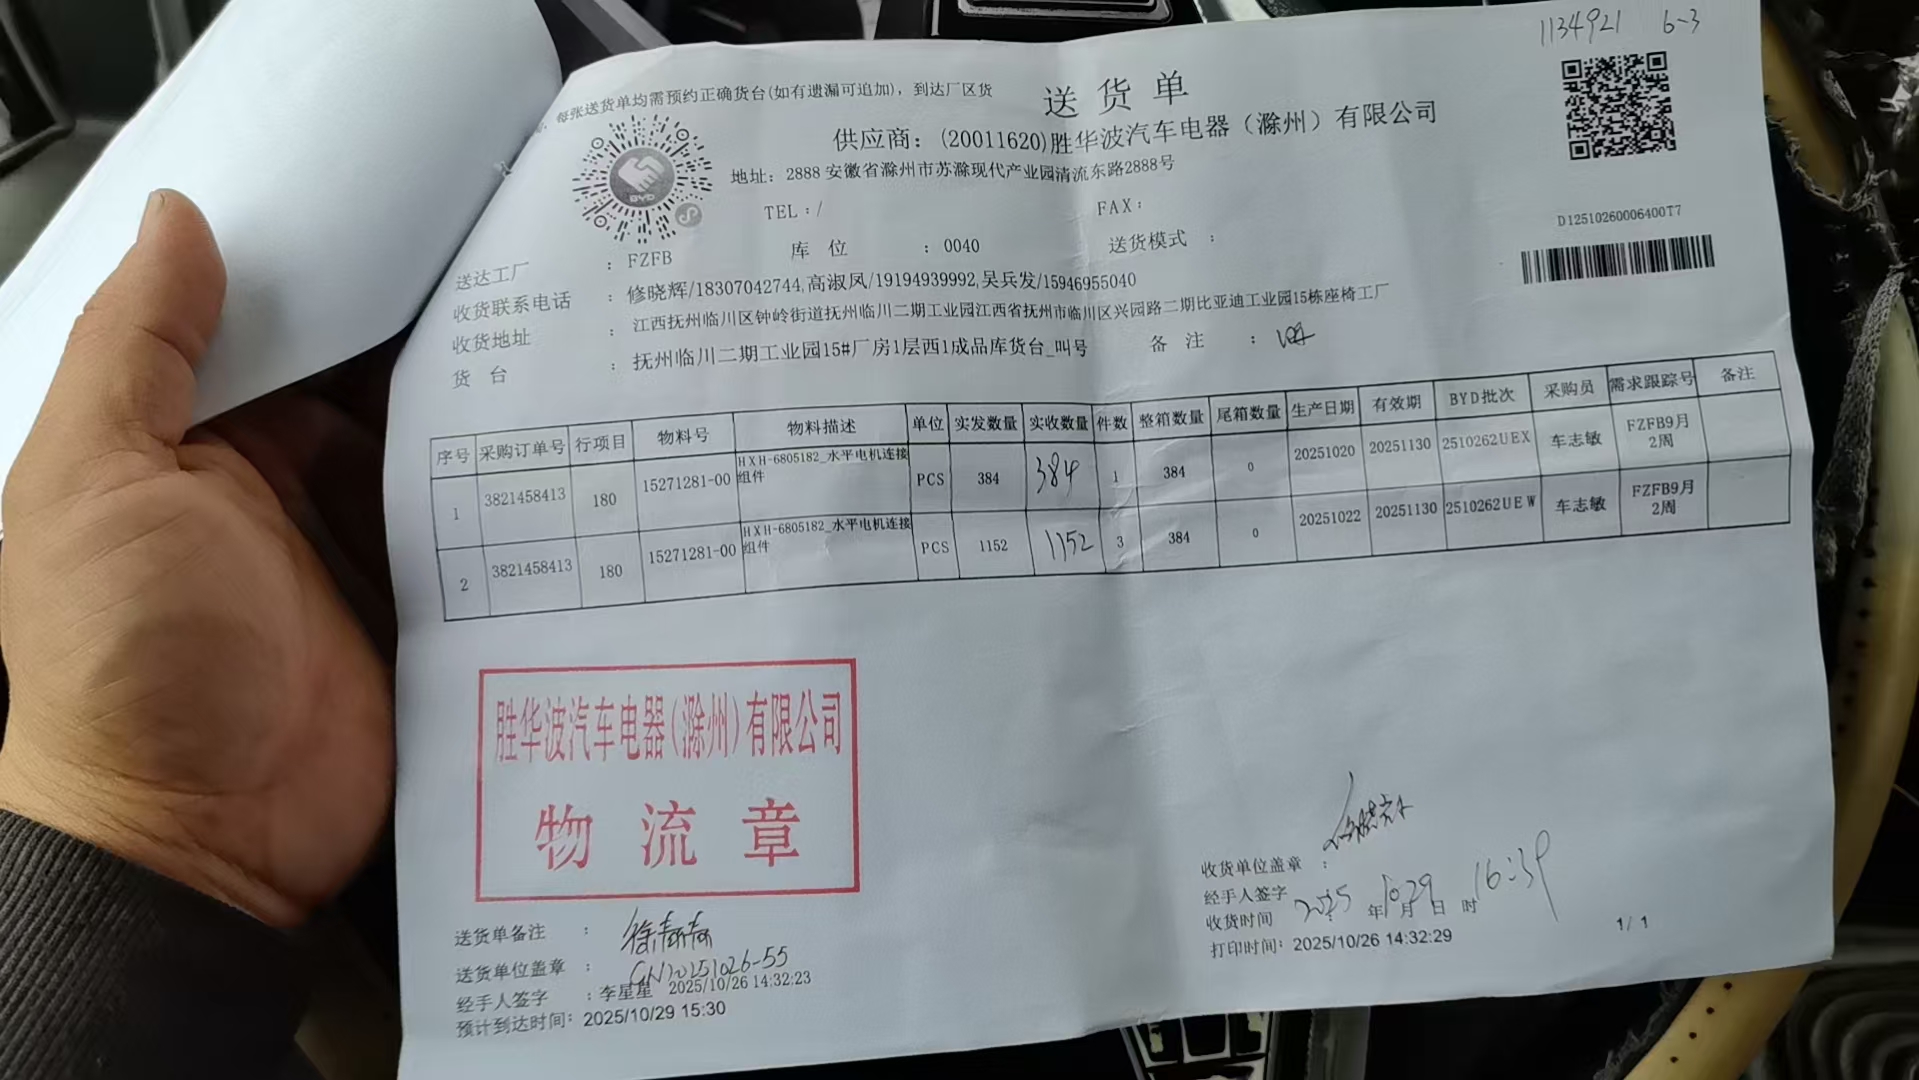 1134921 6-3
每张送货单均需预约正确货台(如有遗漏可追加)，到达厂区货
送 货 单
供应商：(20011620)胜华波汽车电器（滁州）有限公司
地址：2888 安徽省滁州市苏滁现代产业园清流东路2888号
BYD
TEL：/ FAX：
D12510260006400T7
送达工厂 ：FZFB 库 位 ：0040 送货模式 ：
收货联系电话 ：修晓辉/18307042744,高淑凤/19194939992,吴兵发/15946955040
收货地址 ：江西抚州临川区钟岭街道抚州临川二期工业园江西省抚州市临川区兴园路二期比亚迪工业园15栋座椅工厂
货 台 ：抚州临川二期工业园15#厂房1层西1成品库货台_叫号 备 注 ：
序号 采购订单号 行项目 物料号 物料描述 单位 实发数量 实收数量 件数 整箱数量 尾箱数量 生产日期 有效期 BYD批次 采购员 需求跟踪号 备注
1 3821458413 180 15271281-00 HXH-6805182_水平电机连接组件 PCS 384 384 1 384 0 20251020 20251130 2510262UEX 车志敏 FZFB9月2周
2 3821458413 180 15271281-00 HXH-6805182_水平电机连接组件 PCS 1152 1152 3 384 0 20251022 20251130 2510262UEW 车志敏 FZFB9月2周
胜华波汽车电器(滁州)有限公司
物 流 章
送货单备注 ：
送货单位盖章 ：GN20251026-55
经手人签字 ：李星星 2025/10/26 14:32:23
预计到达时间：2025/10/29 15:30
收货单位盖章 ：
经手人签字
收货时间 2025 年 10 月 29 日 时 16:39
打印时间：2025/10/26 14:32:29
1/ 1